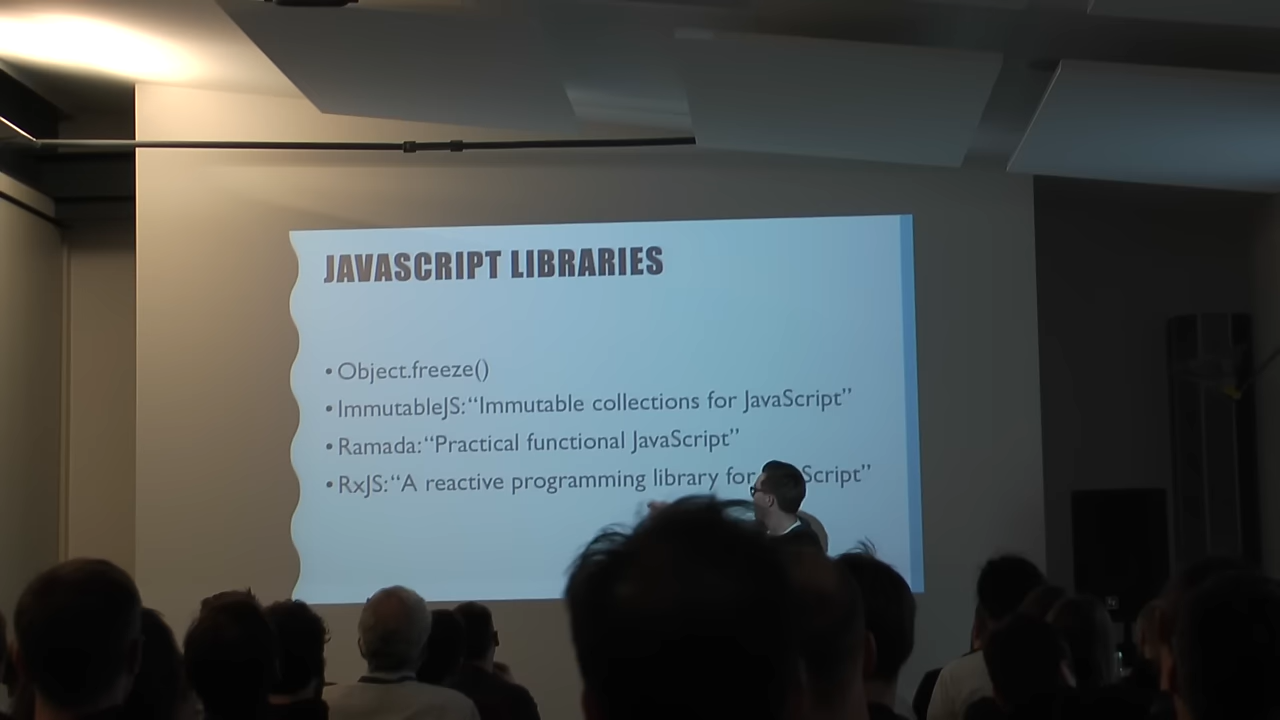 JAVASCRIPT LIBRARIES
• Object.freeze()
• ImmutableJS: “Immutable collections for JavaScript”
• Ramada: “Practical functional JavaScript”
• RxJS: “A reactive programming library for Script”